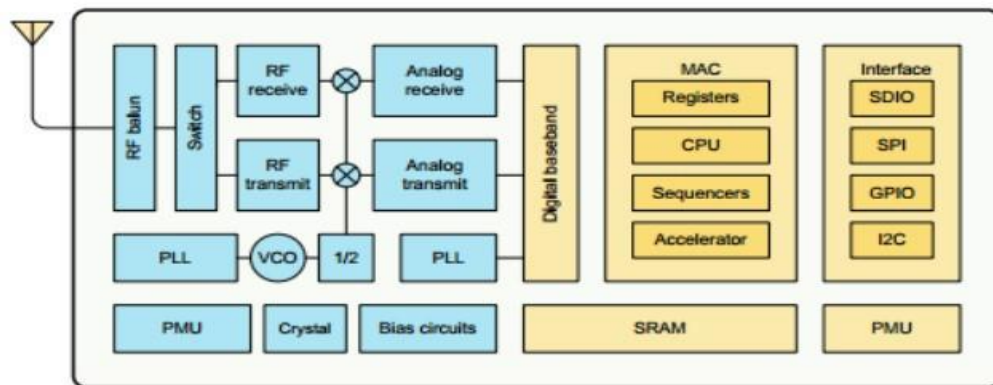 RF balun
Switch
RF
receive
Analog
receive
RF
transmit
Analog
transmit
Digital baseband
MAC
Registers
CPU
Sequencers
Accelerator
Interface
SDIO
SPI
GPIO
I2C
PLL
VCO
1/2
PLL
PMU
Crystal
Bias circuits
SRAM
PMU